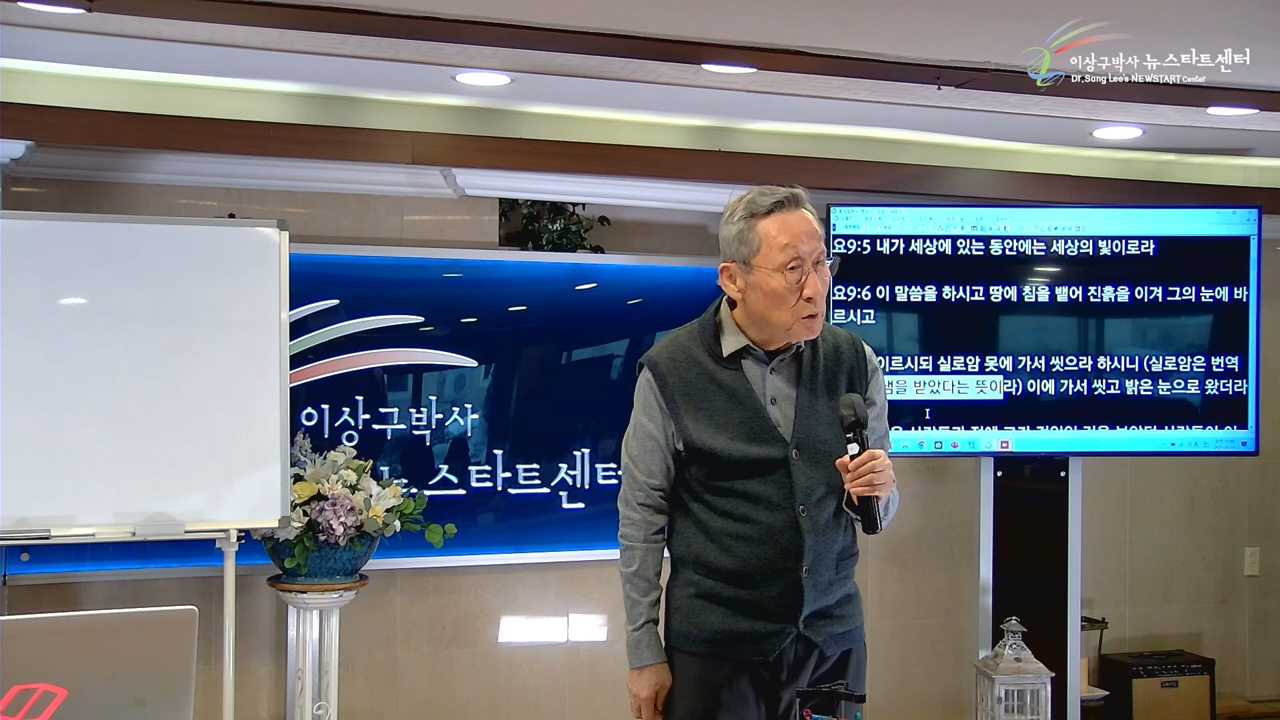 이상구박사 뉴스타트센터
Dr. Sang Lee's NEWSTART Center
요9:5 내가 세상에 있는 동안에는 세상의 빛이로라
요9:6 이 말씀을 하시고 땅에 침을 뱉어 진흙을 이겨 그의 눈에 바
르시고
이르시되 실로암 못에 가서 씻으라 하시니 (실로암은 번역
냄을 받았다는 뜻이라) 이에 가서 씻고 밝은 눈으로 왔더라
이상구박사
뉴스타트센터